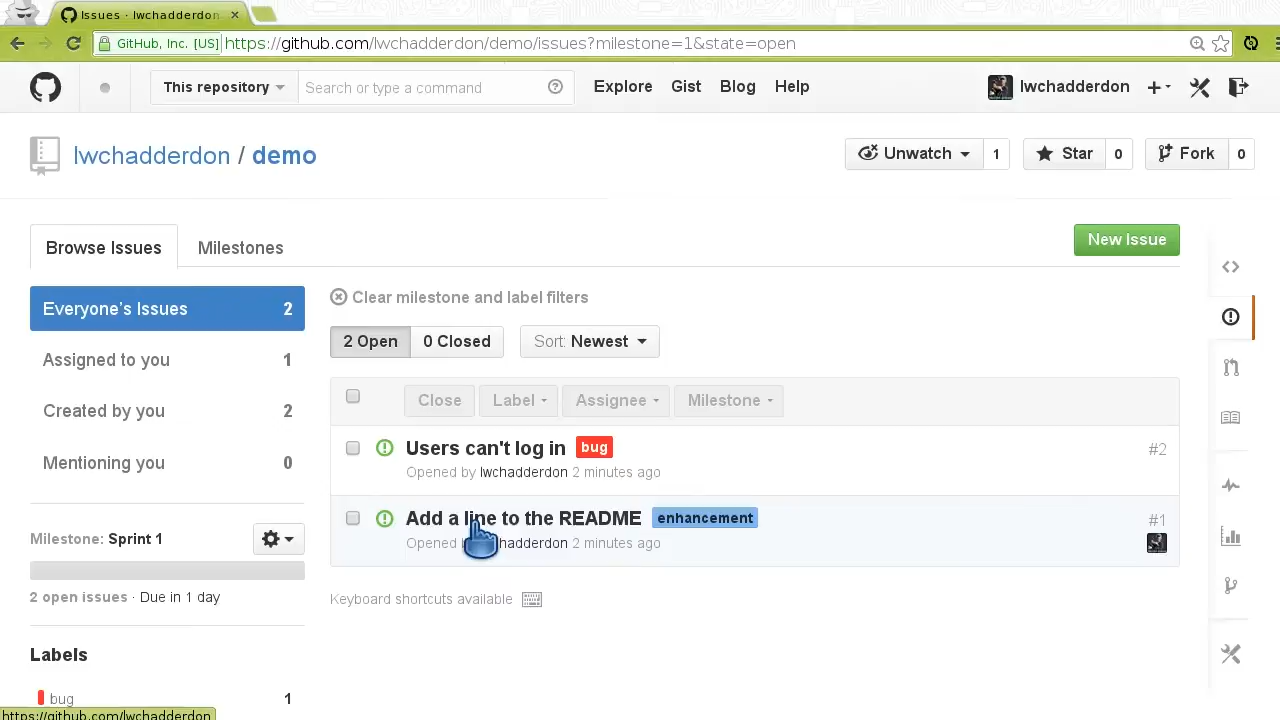 Issues · lwchadderdon ×
GitHub, Inc. [US] https://github.com/lwchadderdon/demo/issues?milestone=1&state=open
This repository Search or type a command Explore Gist Blog Help lwchadderdon
lwchadderdon / demo
Unwatch 1 Star 0 Fork 0
Browse Issues Milestones New Issue
Everyone's Issues 2
Assigned to you 1
Created by you 2
Mentioning you 0
Milestone: Sprint 1
2 open issues · Due in 1 day
Labels
bug 1
Clear milestone and label filters
2 Open 0 Closed Sort: Newest
Close Label Assignee Milestone
Users can't log in bug #2
Opened by lwchadderdon 2 minutes ago
Add a line to the README enhancement #1
Opened by lwchadderdon 2 minutes ago
Keyboard shortcuts available
https://github.com/lwchadderdon